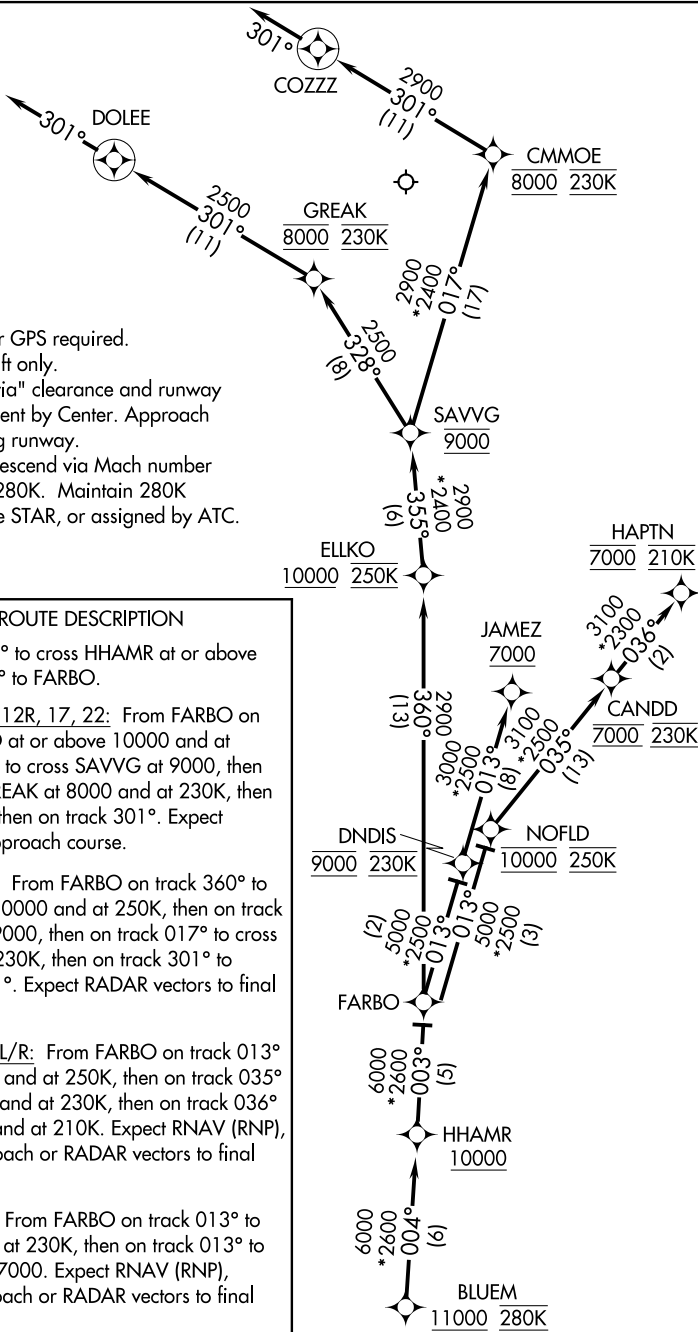 301°
COZZZ
2900
301°
(11)
CMMOE
8000 230K
DOLEE
301°
2500
301°
(11)
GREAK
8000 230K
2900
*2400
017°
(17)
2500
328°
(8)
r GPS required.
ft only.
via" clearance and runway
ent by Center. Approach
g runway.
escend via Mach number
280K. Maintain 280K
e STAR, or assigned by ATC.
SAVVG
9000
2900
*2400
355°
(6)
ELLKO
10000 250K
HAPTN
7000 210K
3100
*2300
036°
(2)
JAMEZ
7000
CANDD
7000 230K
2900
360°
(13)
3000
*2500
013°
(8)
3100
*2500
035°
(13)
DNDIS
9000 230K
NOFLD
10000 250K
(2)
5000
*2500
013°
013°
5000
*2500
(3)
FARBO
6000
*2600
003°
(5)
HHAMR
10000
6000
*2600
004°
(6)
BLUEM
11000 280K
ROUTE DESCRIPTION
° to cross HHAMR at or above
° to FARBO.
12R, 17, 22: From FARBO on
O at or above 10000 and at
to cross SAVVG at 9000, then
REAK at 8000 and at 230K, then
then on track 301°. Expect
pproach course.
From FARBO on track 360° to
0000 and at 250K, then on track
9000, then on track 017° to cross
230K, then on track 301° to
1°. Expect RADAR vectors to final
L/R: From FARBO on track 013°
and at 250K, then on track 035°
and at 230K, then on track 036°
and at 210K. Expect RNAV (RNP),
oach or RADAR vectors to final
From FARBO on track 013° to
at 230K, then on track 013° to
7000. Expect RNAV (RNP),
oach or RADAR vectors to final